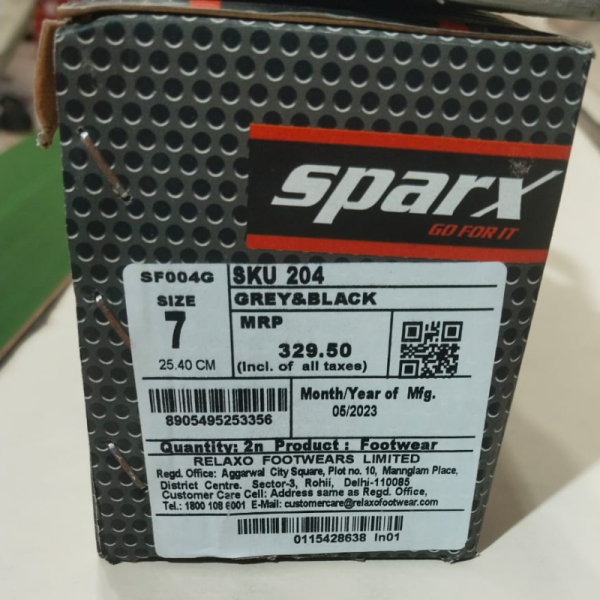 sparx
GO FOR IT
SF004G SKU 204
SIZE GREY&BLACK
7 MRP
329.50
25.40 CM (Incl. of all taxes)
Month/Year of Mfg.
05/2023
8905495253356
Quantity: 2n Product : Footwear
RELAXO FOOTWEARS LIMITED
Regd. Office: Aggarwal City Square, Plot no. 10, Mannglam Place,
District Centre. Sector-3, Rohii, Delhi-110085
Customer Care Cell: Address same as Regd. Office,
Tel.: 1800 108 6001 E-Mail: customercare@relaxofootwear.com
0115428638 In01